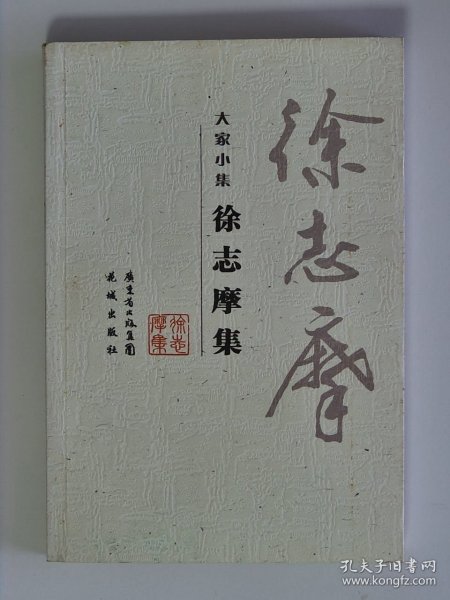 徐志摩
大家小集
徐志摩集
徐志
摩集
广东省出版集团
花城出版社
孔夫子旧书网
www.kongfz.com